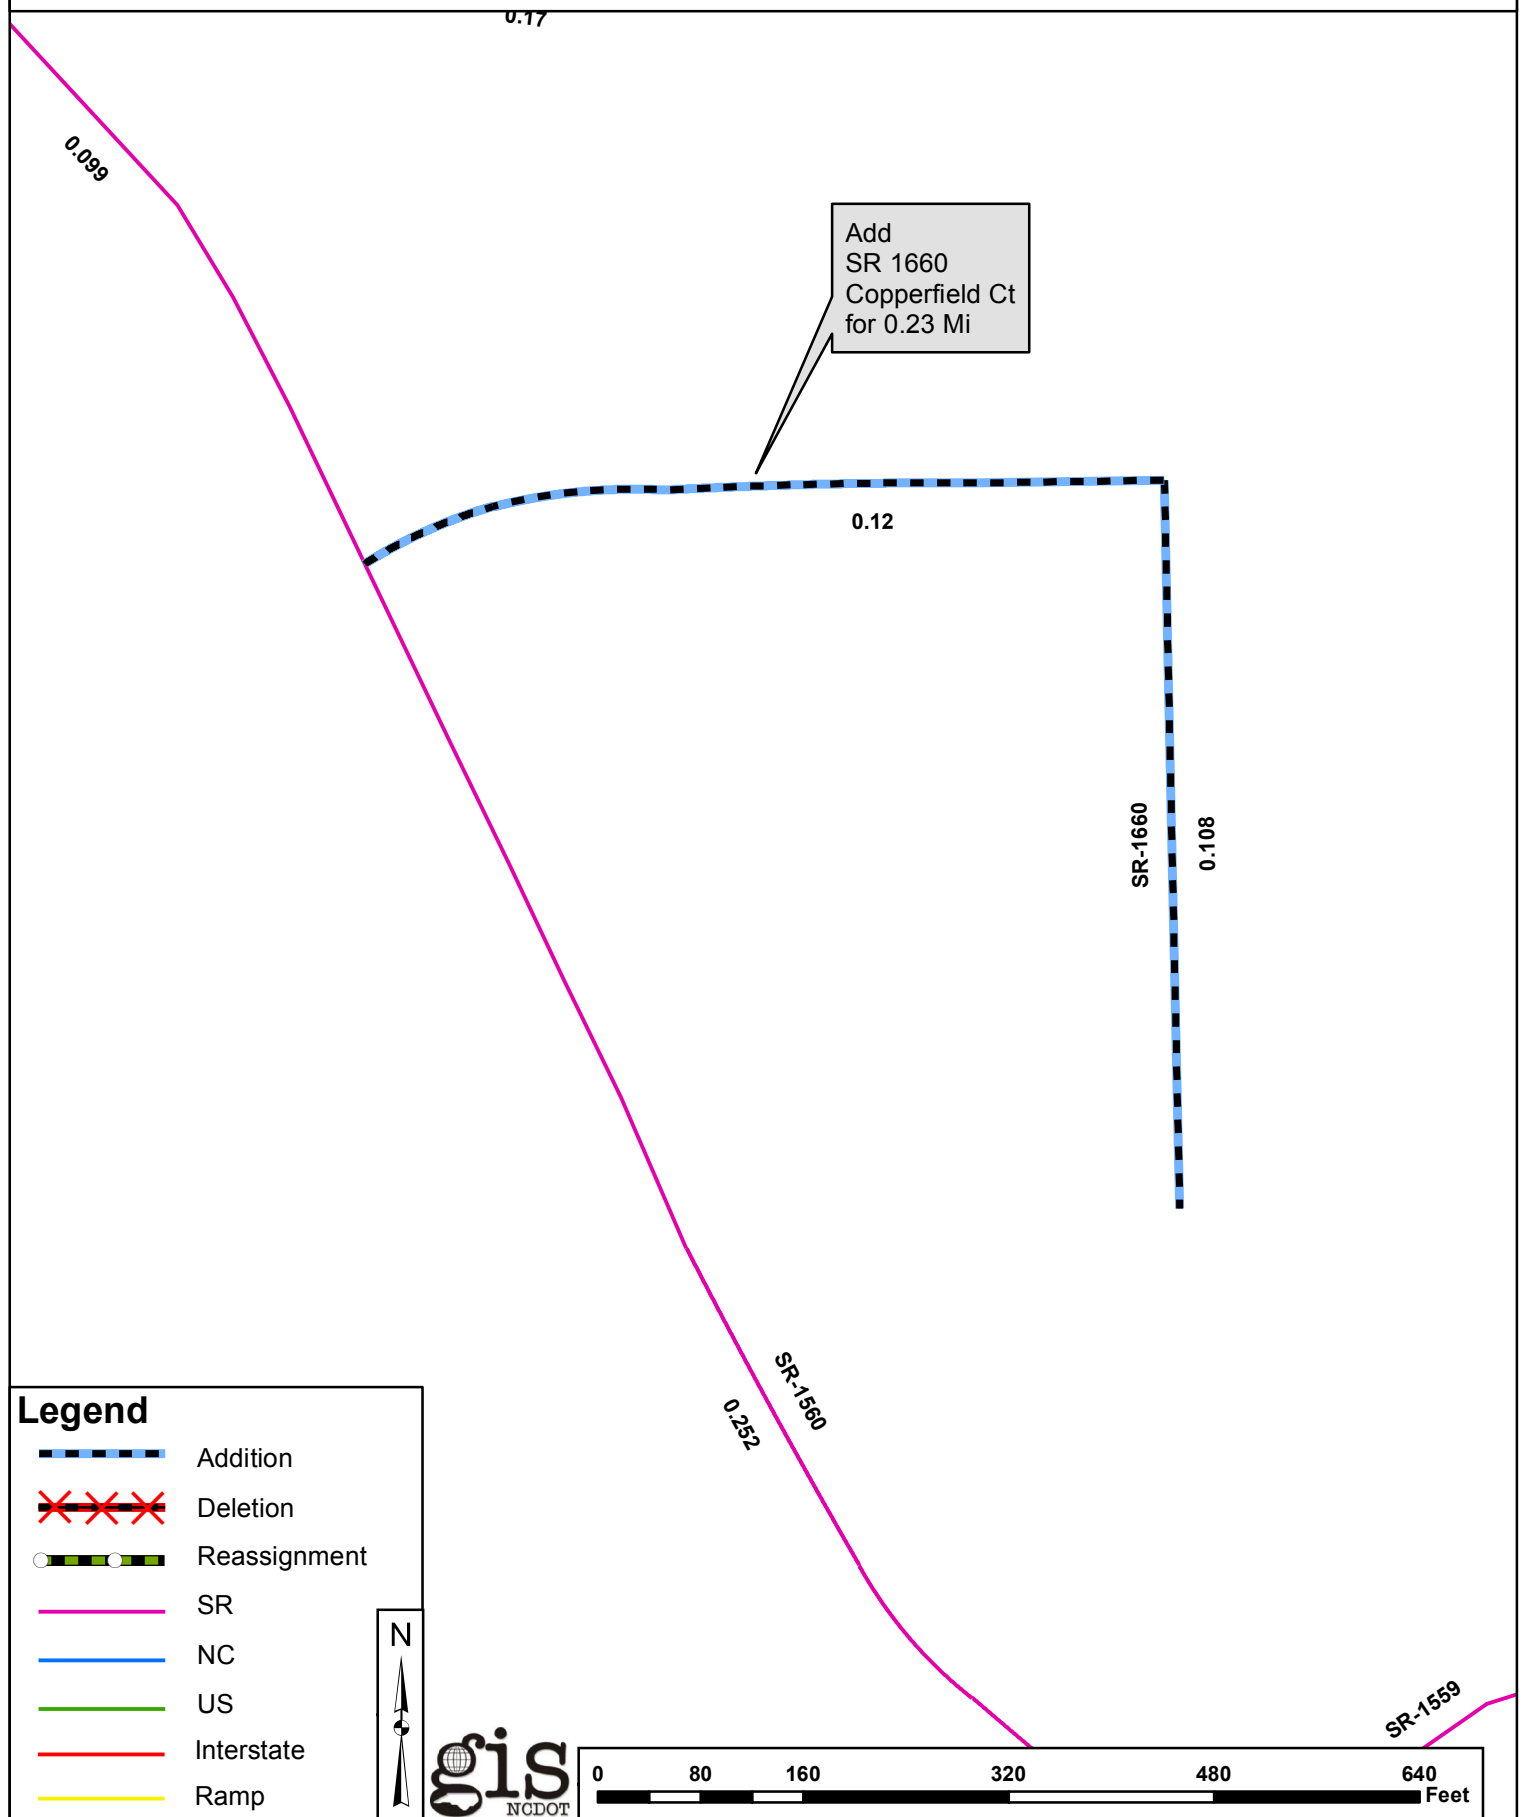 0.17
0.099
Add
SR 1660
Copperfield Ct
for 0.23 Mi
0.12
SR-1660
0.108
SR-1560
0.252
Legend
Addition
Deletion
Reassignment
SR
NC
US
Interstate
Ramp
N
gis
NCDOT
SR-1559
0 80 160 320 480 640
Feet